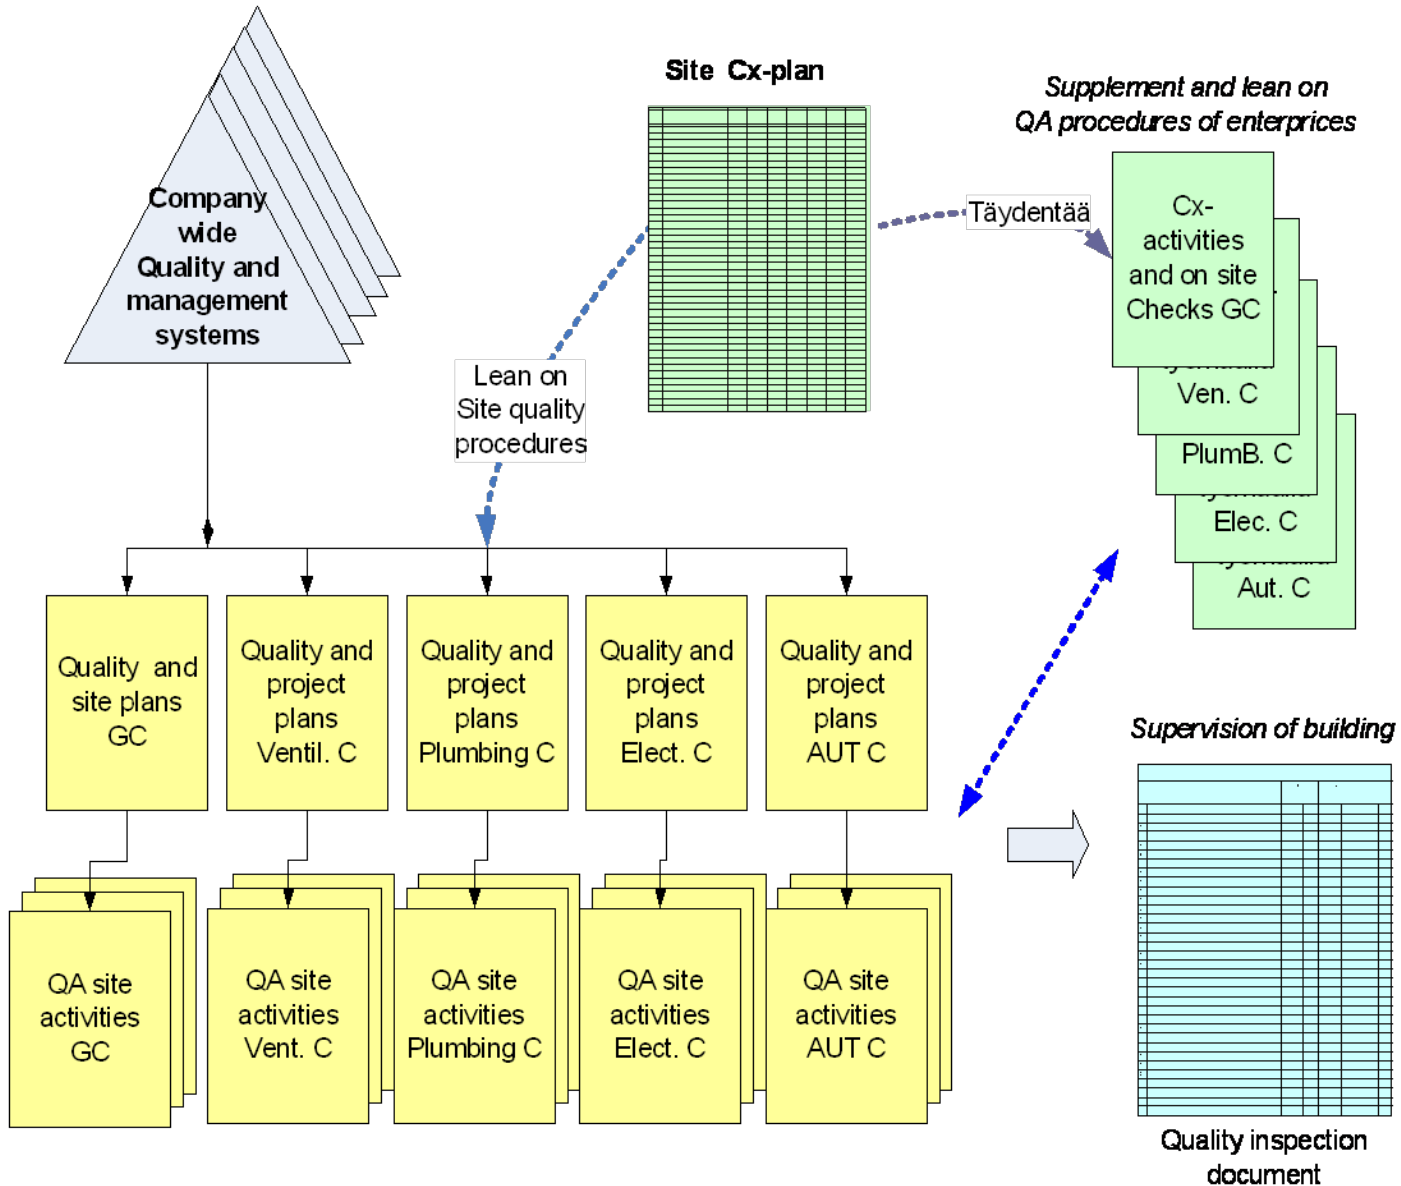 Site Cx-plan
Supplement and lean on
QA procedures of enterprices
Company
wide
Quality and
management
systems
Täydentää
Cx-
activities
and on site
Checks GC
Ven. C
PlumB. C
Elec. C
Aut. C
Lean on
Site quality
procedures
Quality and
site plans
GC
Quality and
project
plans
Ventil. C
Quality and
project
plans
Plumbing C
Quality and
project
plans
Elect. C
Quality and
project
plans
AUT C
Supervision of building
QA site
activities
GC
QA site
activities
Vent. C
QA site
activities
Plumbing C
QA site
activities
Elect. C
QA site
activities
AUT C
Quality inspection
document